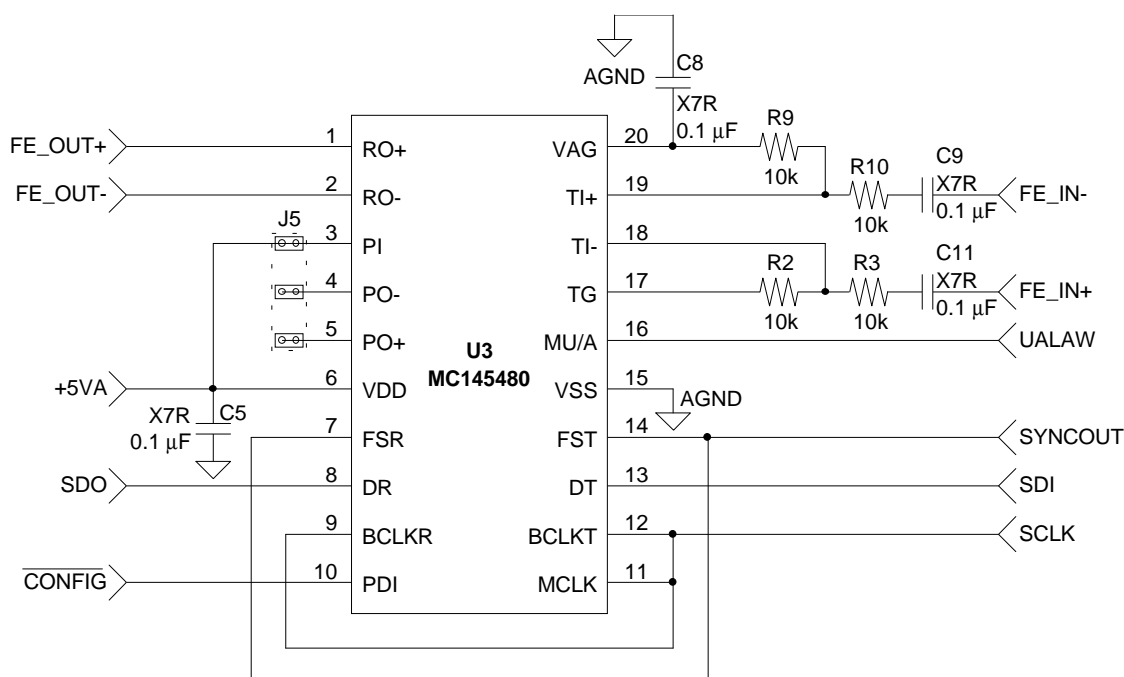 AGND
C8
X7R
0.1 μF
R9
10k
R10
10k
C9
X7R
0.1 μF
FE_IN-
FE_OUT+
1
RO+
VAG
20
FE_OUT-
2
RO-
TI+
19
J5
3
PI
TI-
18
R2
10k
R3
10k
C11
X7R
0.1 μF
FE_IN+
4
PO-
TG
17
5
PO+
MU/A
16
UALAW
U3
MC145480
+5VA
6
VDD
VSS
15
AGND
X7R
C5
0.1 μF
7
FSR
FST
14
SYNCOUT
SDO
8
DR
DT
13
SDI
9
BCLKR
BCLKT
12
SCLK
CONFIG
10
PDI
MCLK
11